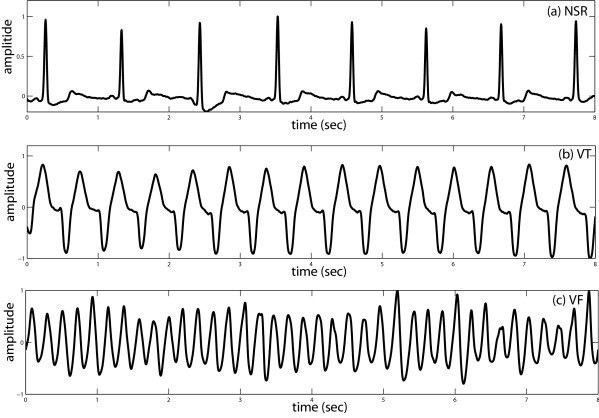 (a) NSR
amplitide
1
0.5
0
0 1 2 3 4 5 6 7 8
time (sec)
(b) VT
amplitude
1
0
-1
0 1 2 3 4 5 6 7 8
time (sec)
(c) VF
amplitude
1
0
-1
0 1 2 3 4 5 6 7 8
time (sec)